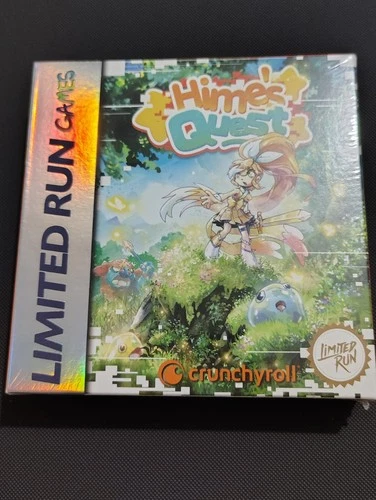 LIMITED RUN GAMES
Hime's
Quest
crunchyroll
LIMITED
RUN